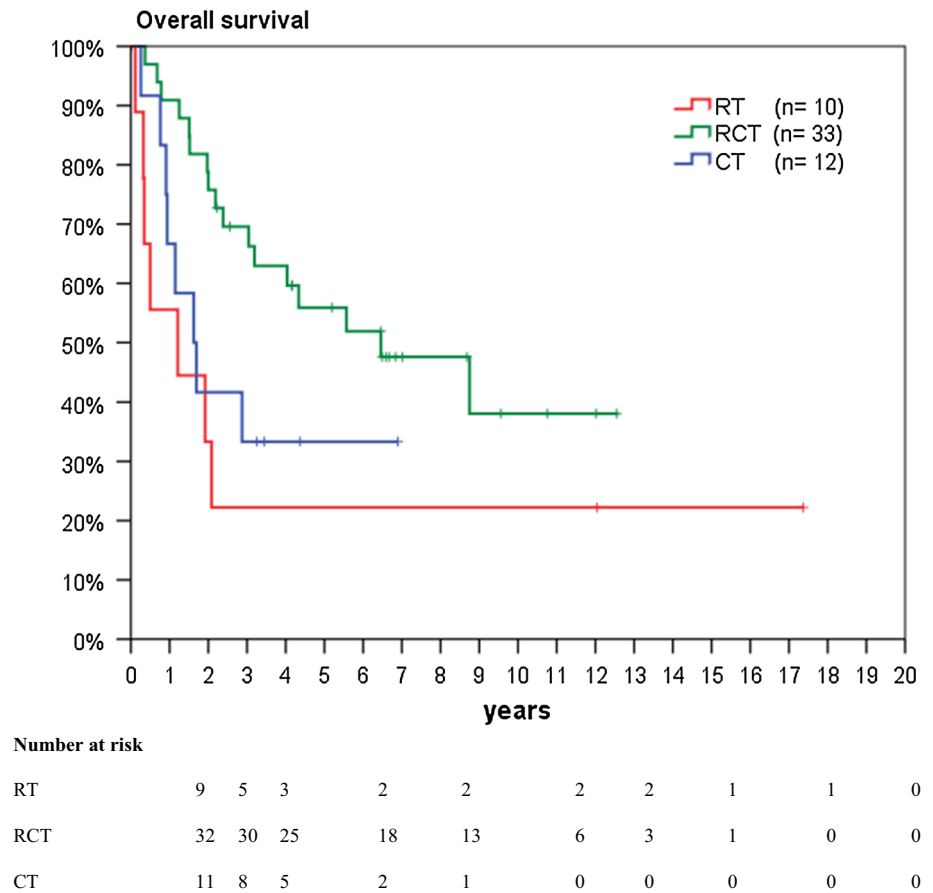 Overall survival
100%
90%
80%
70%
60%
50%
40%
30%
20%
10%
0%
RT (n= 10)
RCT (n= 33)
CT (n= 12)
0 1 2 3 4 5 6 7 8 9 10 11 12 13 14 15 16 17 18 19 20
years
Number at risk
RT 9 5 3 2 2 2 2 1 1 0
RCT 32 30 25 18 13 6 3 1 0 0
CT 11 8 5 2 1 0 0 0 0 0